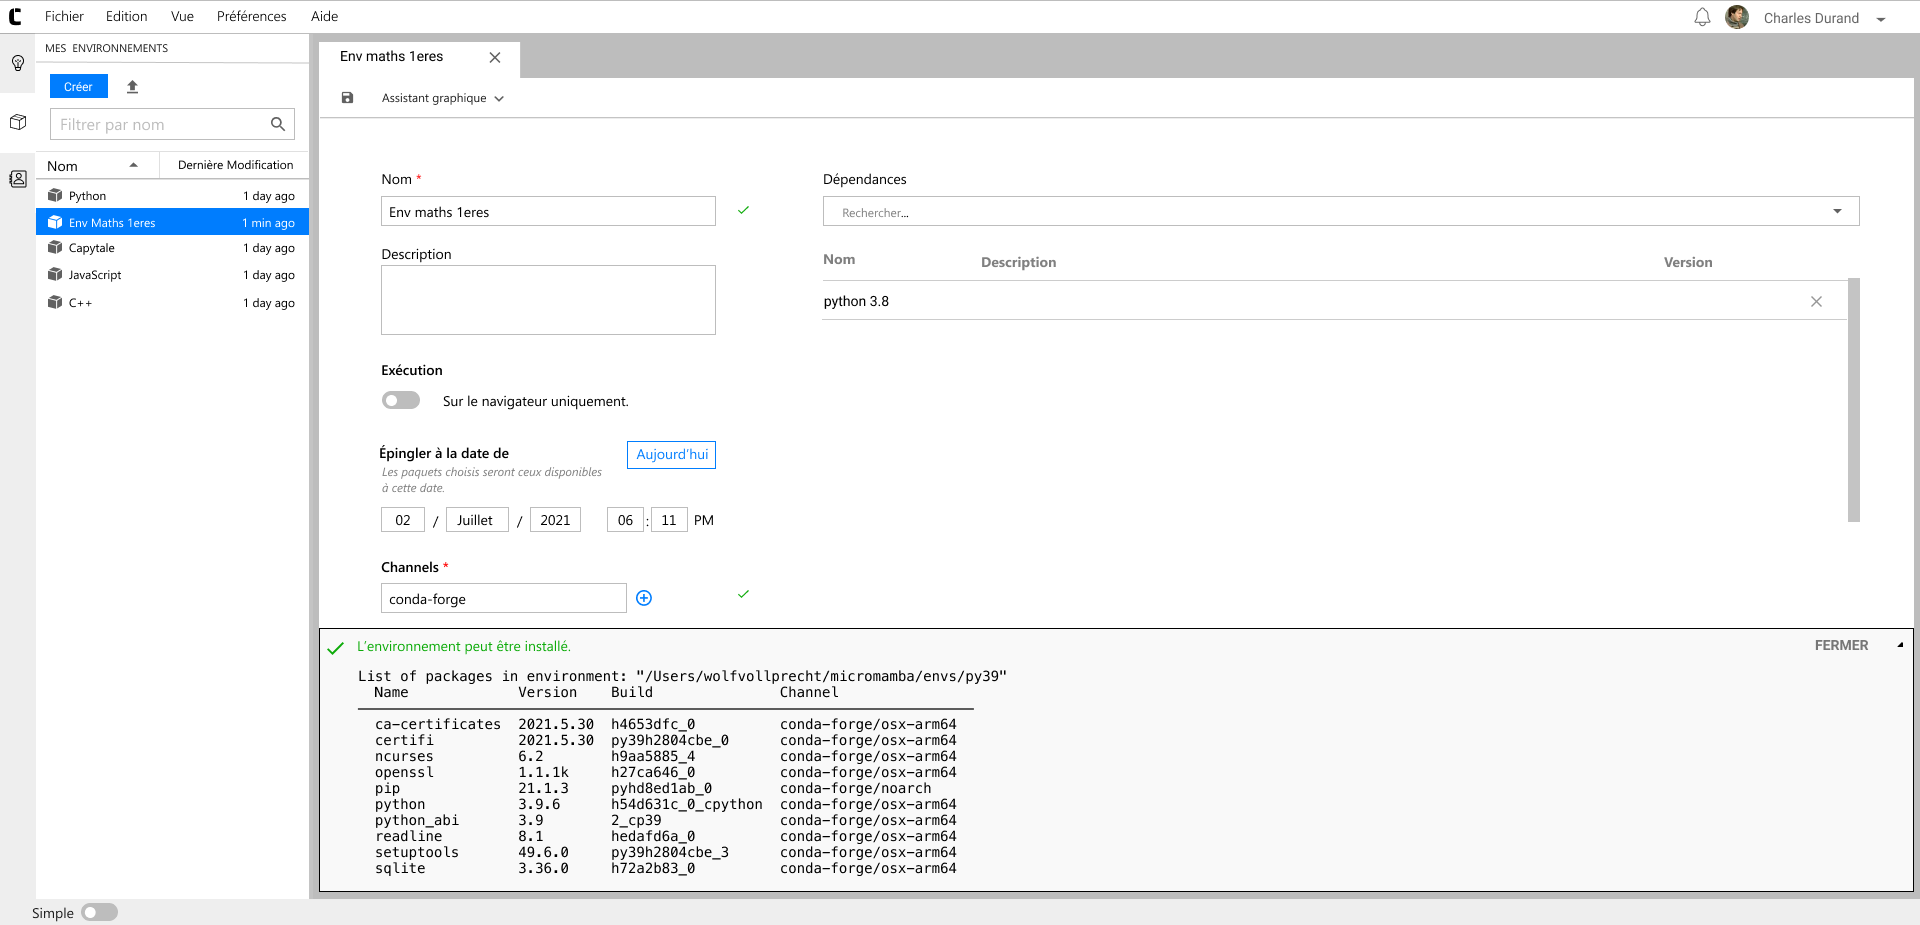 Fichier Edition Vue Préférences Aide
Charles Durand
MES ENVIRONNEMENTS
Créer
Filtrer par nom
Nom Dernière Modification
Python 1 day ago
Env Maths 1eres 1 min ago
Capytale 1 day ago
JavaScript 1 day ago
C++ 1 day ago
Simple
Env maths 1eres
Assistant graphique
Nom *
Env maths 1eres
Description
Exécution
Sur le navigateur uniquement.
Épingler à la date de
Aujourd'hui
Les paquets choisis seront ceux disponibles
à cette date.
02 / Juillet / 2021 06 : 11 PM
Channels *
conda-forge
Dépendances
Rechercher...
Nom Description Version
python 3.8
L'environnement peut être installé.
FERMER
List of packages in environment: "/Users/wolfvollprecht/micromamba/envs/py39"
Name Version Build Channel
ca-certificates 2021.5.30 h4653dfc_0 conda-forge/osx-arm64
certifi 2021.5.30 py39h2804cbe_0 conda-forge/osx-arm64
ncurses 6.2 h9aa5885_4 conda-forge/osx-arm64
openssl 1.1.1k h27ca646_0 conda-forge/osx-arm64
pip 21.1.3 pyhd8ed1ab_0 conda-forge/noarch
python 3.9.6 h54d631c_0_cpython conda-forge/osx-arm64
python_abi 3.9 2_cp39 conda-forge/osx-arm64
readline 8.1 hedafd6a_0 conda-forge/osx-arm64
setuptools 49.6.0 py39h2804cbe_3 conda-forge/osx-arm64
sqlite 3.36.0 h72a2b83_0 conda-forge/osx-arm64